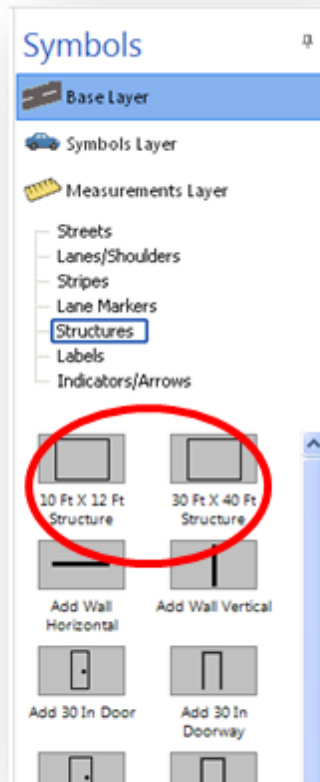 Symbols
Base Layer
Symbols Layer
Measurements Layer
Streets
Lanes/Shoulders
Stripes
Lane Markers
Structures
Labels
Indicators/Arrows
10 Ft X 12 Ft
Structure
30 Ft X 40 Ft
Structure
Add Wall
Horizontal
Add Wall Vertical
Add 30 In Door
Add 30 In
Doorway